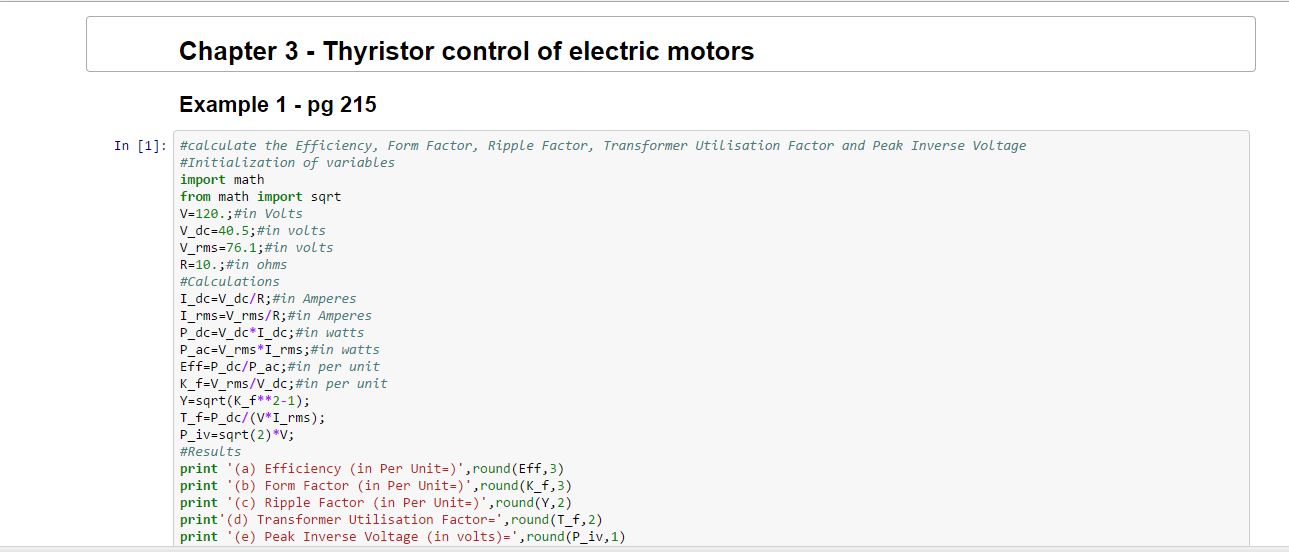 Chapter 3 - Thyristor control of electric motors
Example 1 - pg 215
In [1]: #calculate the Efficiency, Form Factor, Ripple Factor, Transformer Utilisation Factor and Peak Inverse Voltage
#Initialization of variables
import math
from math import sqrt
V=120.;#in Volts
V_dc=40.5;#in volts
V_rms=76.1;#in volts
R=10.;#in ohms
#Calculations
I_dc=V_dc/R;#in Amperes
I_rms=V_rms/R;#in Amperes
P_dc=V_dc*I_dc;#in watts
P_ac=V_rms*I_rms;#in watts
Eff=P_dc/P_ac;#in per unit
K_f=V_rms/V_dc;#in per unit
Y=sqrt(K_f**2-1);
T_f=P_dc/(V*I_rms);
P_iv=sqrt(2)*V;
#Results
print '(a) Efficiency (in Per Unit=)',round(Eff,3)
print '(b) Form Factor (in Per Unit=)',round(K_f,3)
print '(c) Ripple Factor (in Per Unit=)',round(Y,2)
print'(d) Transformer Utilisation Factor=',round(T_f,2)
print '(e) Peak Inverse Voltage (in volts)=',round(P_iv,1)